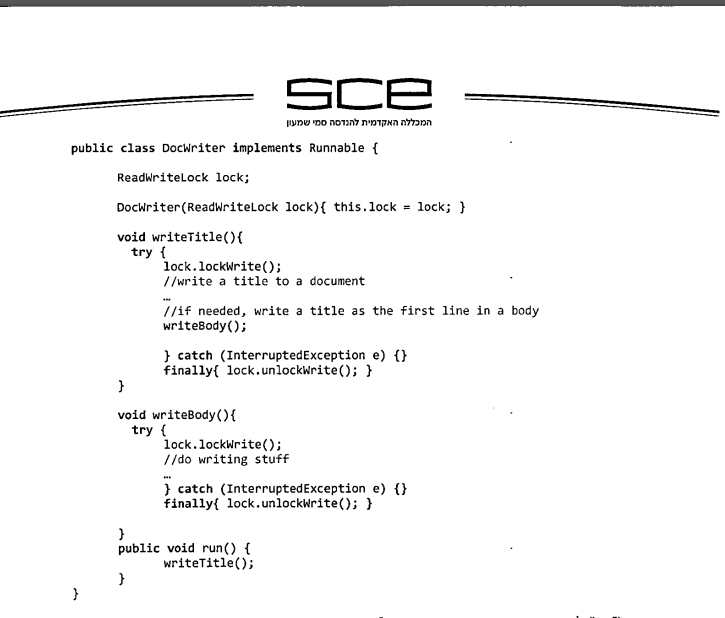 sce
המכללה האקדמית להנדסה סמי שמעון
public class DocWriter implements Runnable {
ReadWriteLock lock;
DocWriter(ReadWriteLock lock){ this.lock = lock; }
void writeTitle(){
try {
lock.lockWrite();
//write a title to a document
…
//if needed, write a title as the first line in a body
writeBody();
} catch (InterruptedException e) {}
finally{ lock.unlockWrite(); }
}
void writeBody(){
try {
lock.lockWrite();
//do writing stuff
…
} catch (InterruptedException e) {}
finally{ lock.unlockWrite(); }
}
public void run() {
writeTitle();
}
}